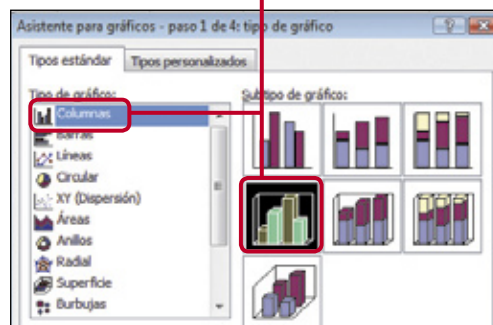 Asistente para gráficos - paso 1 de 4: tipo de gráfico
Tipos estándar
Tipos personalizados
Tipo de gráfico:
Subtipo de gráfico:
Columnas
Barras
Líneas
Circular
XY (Dispersión)
Áreas
Anillos
Radial
Superficie
Burbujas